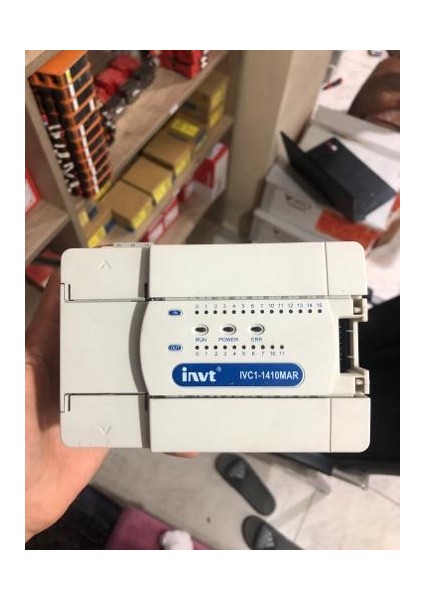 IN 0 1 2 3 4 5 6 7 10 11 12 13 14 15
RUN POWER ERR
OUT 0 1 2 3 4 5 6 7 10 11
invt IVC1-1410MAR